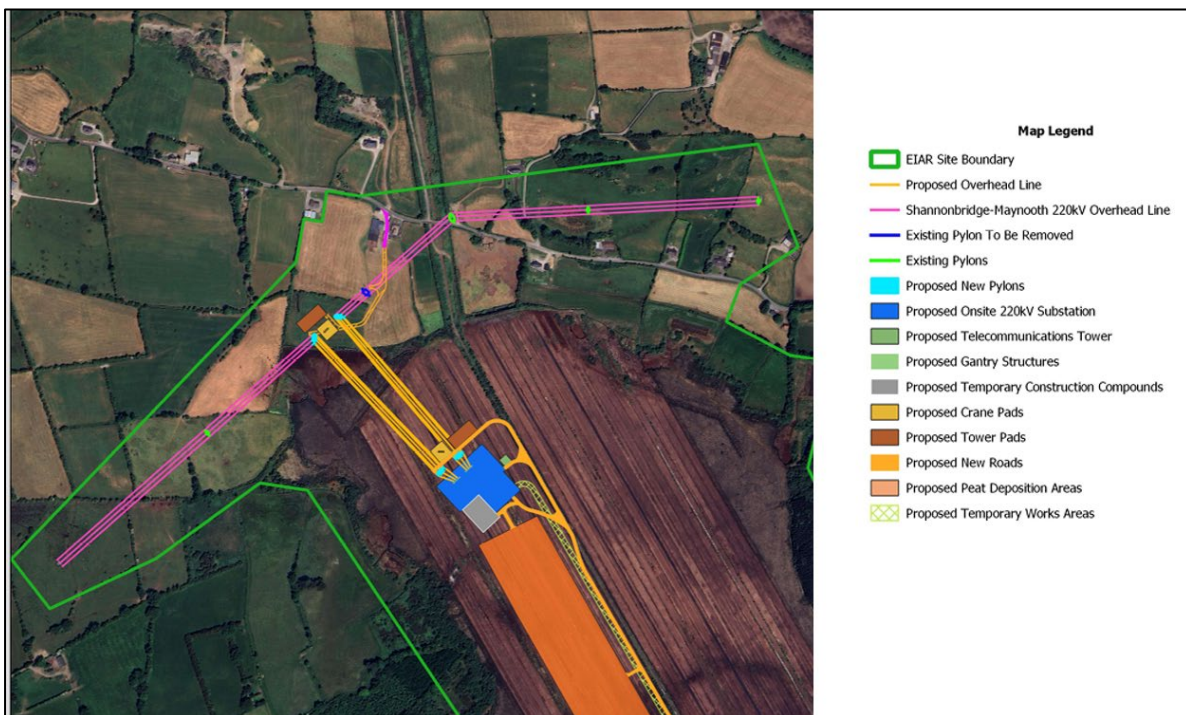 Map Legend
EIAR Site Boundary
Proposed Overhead Line
Shannonbridge-Maynooth 220kV Overhead Line
Existing Pylon To Be Removed
Existing Pylons
Proposed New Pylons
Proposed Onsite 220kV Substation
Proposed Telecommunications Tower
Proposed Gantry Structures
Proposed Temporary Construction Compounds
Proposed Crane Pads
Proposed Tower Pads
Proposed New Roads
Proposed Peat Deposition Areas
Proposed Temporary Works Areas